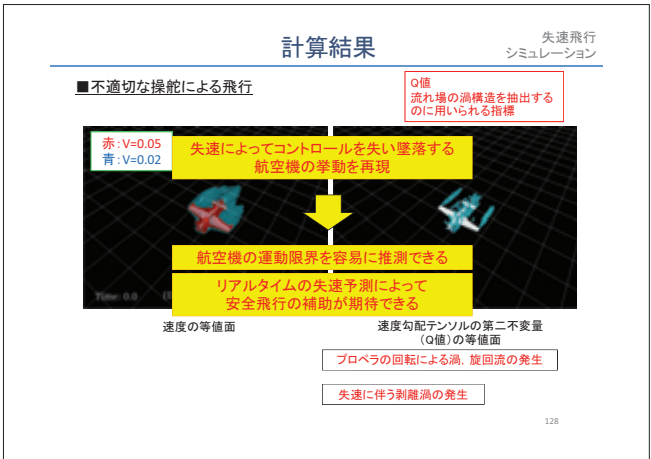 計算結果
失速飛行
シミュレーション
■不適切な操舵による飛行
Q値
流れ場の渦構造を抽出する
のに用いられる指標
赤：V=0.05
青：V=0.02
失速によってコントロールを失い墜落する
航空機の挙動を再現
航空機の運動限界を容易に推測できる
リアルタイムの失速予測によって
安全飛行の補助が期待できる
Time: 0.0
速度の等値面
速度勾配テンソルの第二不変量
（Q値）の等値面
プロペラの回転による渦，旋回流の発生
失速に伴う剥離渦の発生
128